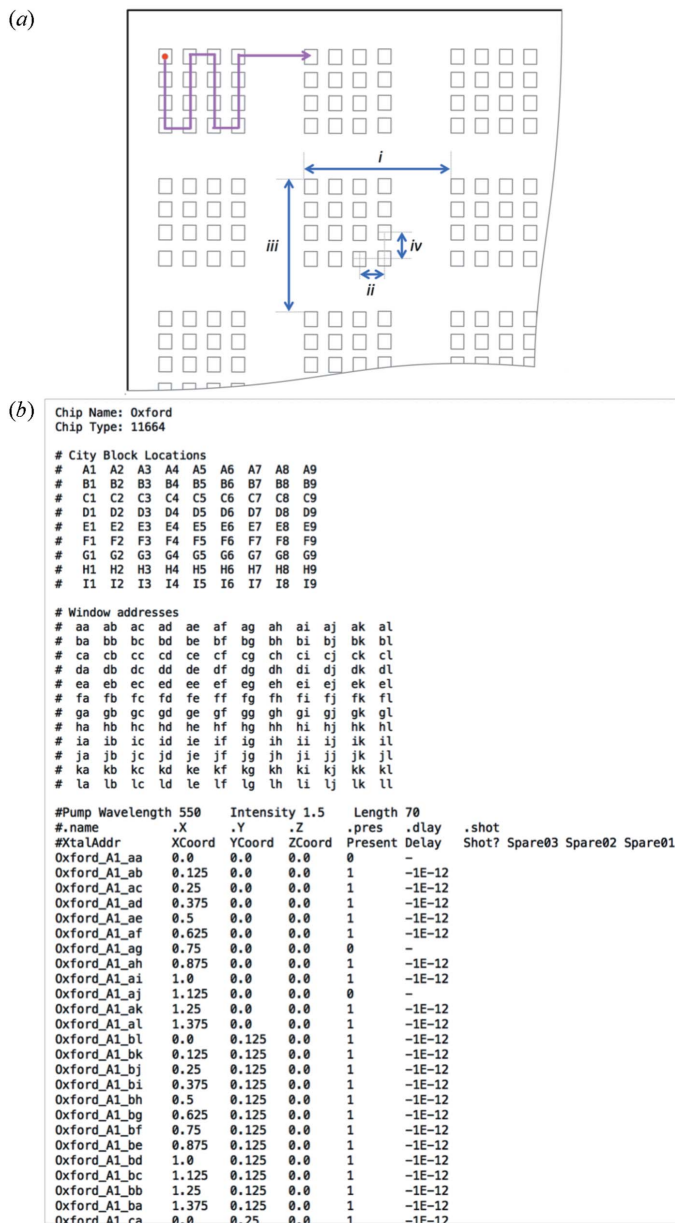 (a)
i
iii
iv
ii
(b)
Chip Name: Oxford
Chip Type: 11664
# City Block Locations
# A1 A2 A3 A4 A5 A6 A7 A8 A9
# B1 B2 B3 B4 B5 B6 B7 B8 B9
# C1 C2 C3 C4 C5 C6 C7 C8 C9
# D1 D2 D3 D4 D5 D6 D7 D8 D9
# E1 E2 E3 E4 E5 E6 E7 E8 E9
# F1 F2 F3 F4 F5 F6 F7 F8 F9
# G1 G2 G3 G4 G5 G6 G7 G8 G9
# H1 H2 H3 H4 H5 H6 H7 H8 H9
# I1 I2 I3 I4 I5 I6 I7 I8 I9
# Window addresses
# aa ab ac ad ae af ag ah ai aj ak al
# ba bb bc bd be bf bg bh bi bj bk bl
# ca cb cc cd ce cf cg ch ci cj ck cl
# da db dc dd de df dg dh di dj dk dl
# ea eb ec ed ee ef eg eh ei ej ek el
# fa fb fc fd fe ff fg fh fi fj fk fl
# ga gb gc gd ge gf gg gh gi gj gk gl
# ha hb hc hd he hf hg hh hi hj hk hl
# ia ib ic id ie if ig ih ii ij ik il
# ja jb jc jd je jf jg jh ji jj jk jl
# ka kb kc kd ke kf kg kh ki kj kk kl
# la lb lc ld le lf lg lh li lj lk ll
#Pump Wavelength 550 Intensity 1.5 Length 70
#.name .X .Y .Z .pres .dlay .shot
#XtalAddr XCoord YCoord ZCoord Present Delay Shot? Spare03 Spare02 Spare01
Oxford_A1_aa 0.0 0.0 0.0 0 -
Oxford_A1_ab 0.125 0.0 0.0 1 -1E-12
Oxford_A1_ac 0.25 0.0 0.0 1 -1E-12
Oxford_A1_ad 0.375 0.0 0.0 1 -1E-12
Oxford_A1_ae 0.5 0.0 0.0 1 -1E-12
Oxford_A1_af 0.625 0.0 0.0 1 -1E-12
Oxford_A1_ag 0.75 0.0 0.0 0 -
Oxford_A1_ah 0.875 0.0 0.0 1 -1E-12
Oxford_A1_ai 1.0 0.0 0.0 1 -1E-12
Oxford_A1_aj 1.125 0.0 0.0 0 -
Oxford_A1_ak 1.25 0.0 0.0 1 -1E-12
Oxford_A1_al 1.375 0.0 0.0 1 -1E-12
Oxford_A1_bl 0.0 0.125 0.0 1 -1E-12
Oxford_A1_bk 0.125 0.125 0.0 1 -1E-12
Oxford_A1_bj 0.25 0.125 0.0 1 -1E-12
Oxford_A1_bi 0.375 0.125 0.0 1 -1E-12
Oxford_A1_bh 0.5 0.125 0.0 1 -1E-12
Oxford_A1_bg 0.625 0.125 0.0 1 -1E-12
Oxford_A1_bf 0.75 0.125 0.0 1 -1E-12
Oxford_A1_be 0.875 0.125 0.0 1 -1E-12
Oxford_A1_bd 1.0 0.125 0.0 1 -1E-12
Oxford_A1_bc 1.125 0.125 0.0 1 -1E-12
Oxford_A1_bb 1.25 0.125 0.0 1 -1E-12
Oxford_A1_ba 1.375 0.125 0.0 1 -1E-12
Oxford_A1_ca 0.0 0.25 0.0 1 -1E-12